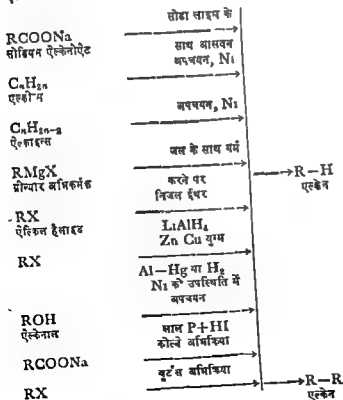 सोडा लाइम के
RCOONa
सोडियम ऐल्केनोऐट
साथ आसवन
अपचयन, Ni
CₙH₂ₙ
एल्कीन्स
अपचयन, Ni
CₙH₂ₙ₋₂
ऐल्काइन्स
जल के साथ गर्म
RMgX
ग्रीन्यार अभिकर्मक
करने पर
निर्जल ईथर
R—H
एल्केन
RX
ऐल्किल हैलाइड
LiAlH₄
Zn Cu युग्म
RX
Al—Hg या H₂
Ni की उपस्थिति में
अपचयन
ROH
ऐल्केनाल
लाल P+HI
कोल्बे अभिक्रिया
RCOONa
वुर्ट्स अभिक्रिया
RX
R—R
एल्केन